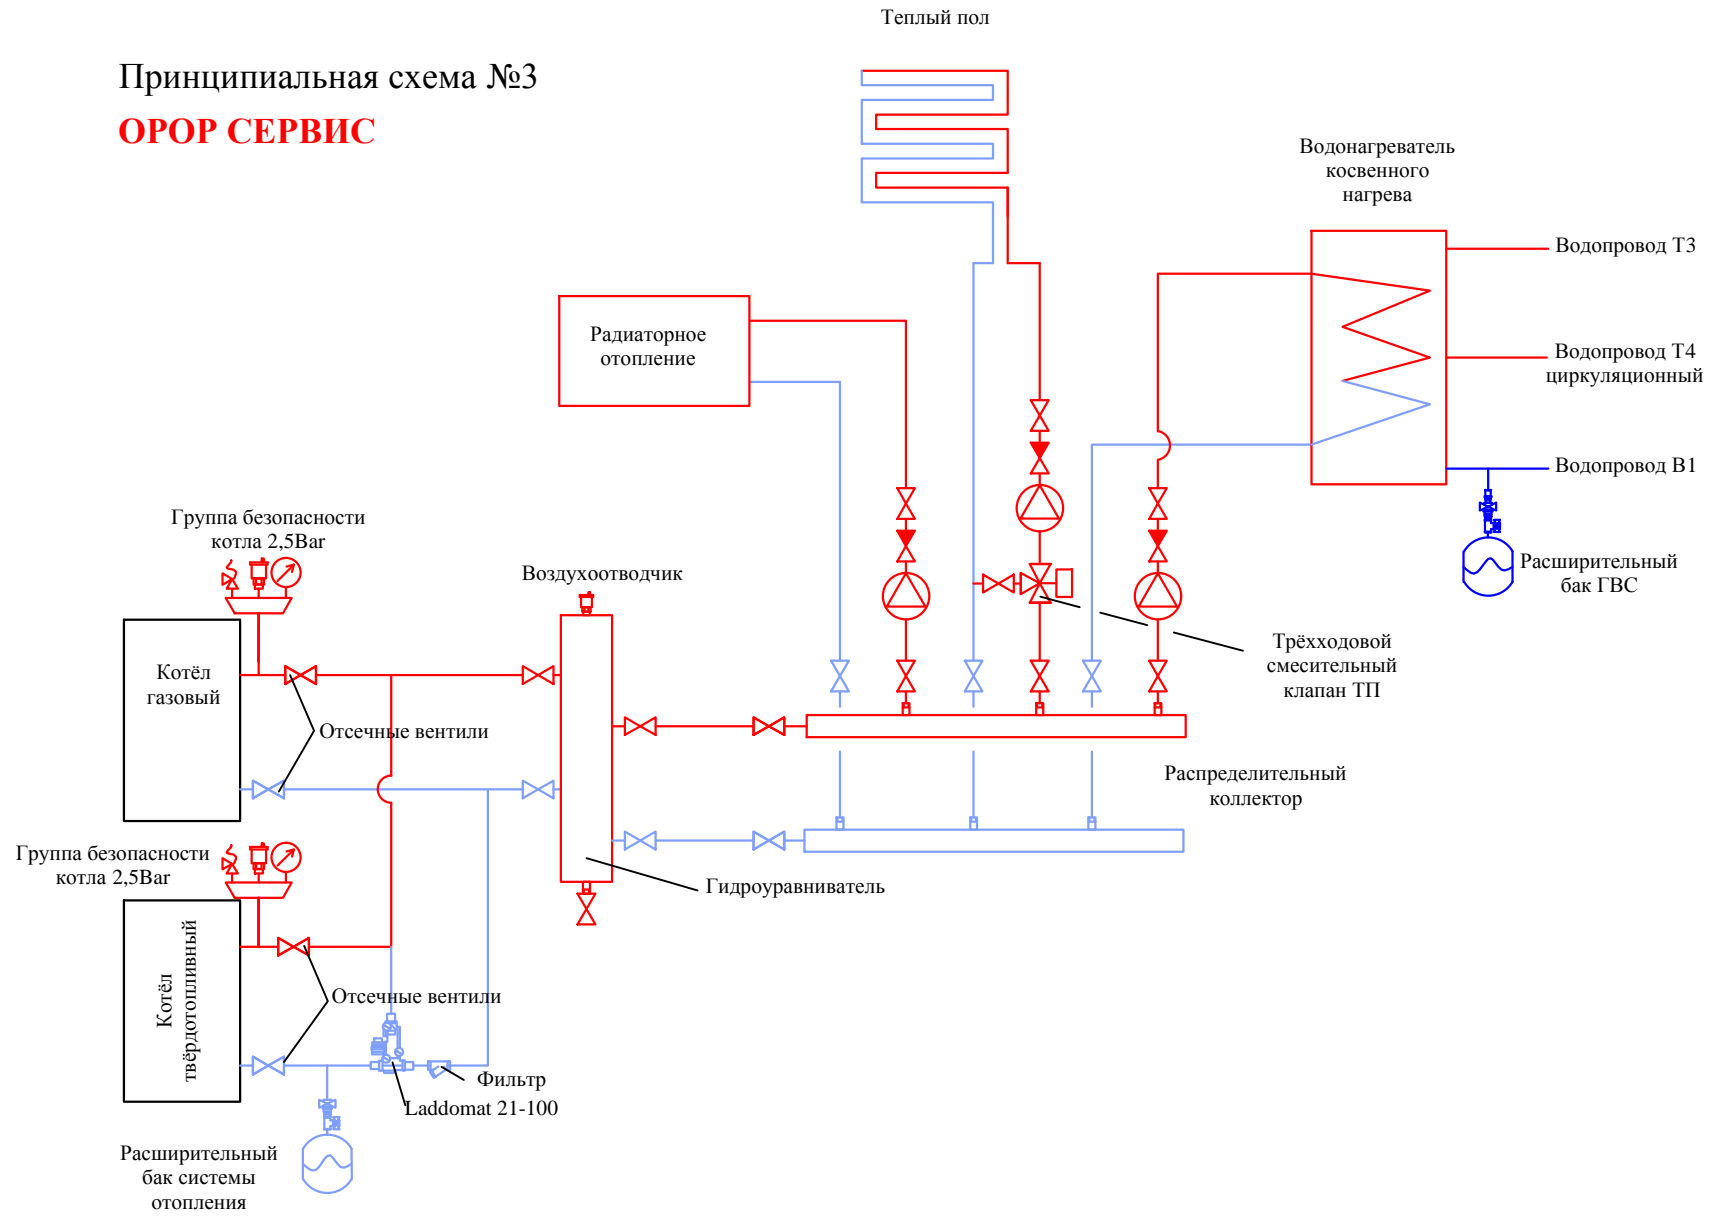 Теплый пол
Принципиальная схема №3
ОРОР СЕРВИС
Водонагреватель
косвенного
нагрева
Водопровод Т3
Радиаторное
отопление
Водопровод Т4
циркуляционный
Водопровод В1
Группа безопасности
котла 2,5Bar
Воздухоотводчик
Расширительный
бак ГВС
Трёхходовой
смесительный
клапан ТП
Котёл
газовый
Отсечные вентили
Распределительный
коллектор
Группа безопасности
котла 2,5Bar
Гидроуравниватель
Котёл
твёрдотопливный
Отсечные вентили
Фильтр
Laddomat 21-100
Расширительный
бак системы
отопления